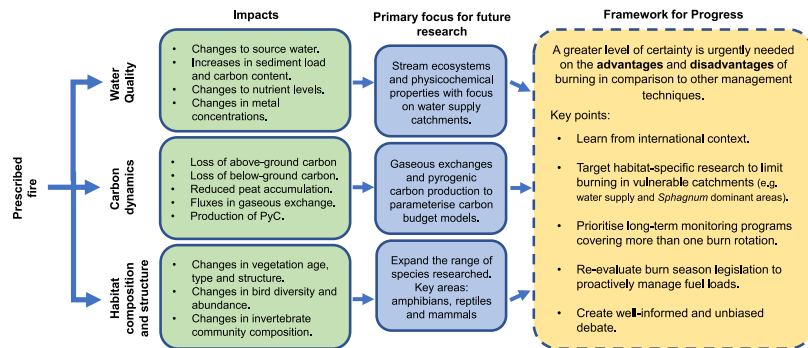 Impacts
Primary focus for future
research
Framework for Progress
Prescribed
fire
Water
Quality
• Changes to source water.
• Increases in sediment load
and carbon content.
• Changes to nutrient levels.
• Changes in metal
concentrations.
Stream ecosystems
and physicochemical
properties with focus
on water supply
catchments.
Carbon
dynamics
• Loss of above-ground carbon
• Loss of below-ground carbon.
• Reduced peat accumulation.
• Fluxes in gaseous exchange.
• Production of PyC.
Gaseous exchanges
and pyrogenic
carbon production to
parameterise carbon
budget models.
Habitat
composition
and structure
• Changes in vegetation age,
type and structure.
• Changes in bird diversity and
abundance.
• Changes in invertebrate
community composition.
Expand the range of
species researched.
Key areas:
amphibians, reptiles
and mammals
A greater level of certainty is urgently needed
on the advantages and disadvantages of
burning in comparison to other management
techniques.
Key points:
• Learn from international context.
• Target habitat-specific research to limit
burning in vulnerable catchments (e.g.
water supply and Sphagnum dominant areas).
• Prioritise long-term monitoring programs
covering more than one burn rotation.
• Re-evaluate burn season legislation to
proactively manage fuel loads.
• Create well-informed and unbiased
debate.